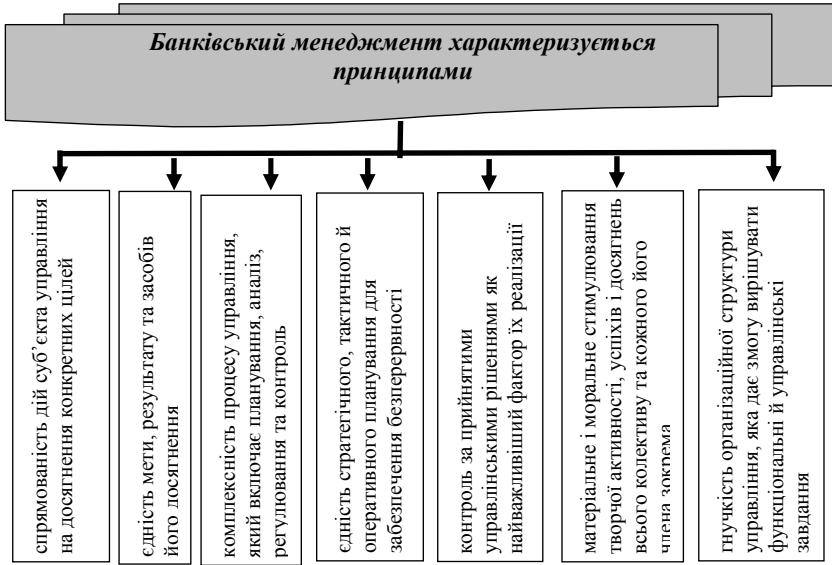 Банківський менеджмент характеризується
принципами
спрямованість дій суб’єкта управління
на досягнення конкретних цілей
єдність мети, результату та засобів
його досягнення
комплексність процесу управління,
який включає планування, аналіз,
регулювання та контроль
єдність стратегічного, тактичного й
оперативного планування для
забезпечення безперервності
контроль за прийнятими
управлінськими рішеннями як
найважливіший фактор їх реалізації
матеріальне і моральне стимулювання
творчої активності, успіхів і досягнень
всього колективу та кожного його
члена зокрема
гнучкість організаційної структури
управління, яка дає змогу вирішувати
функціональні й управлінські
завдання